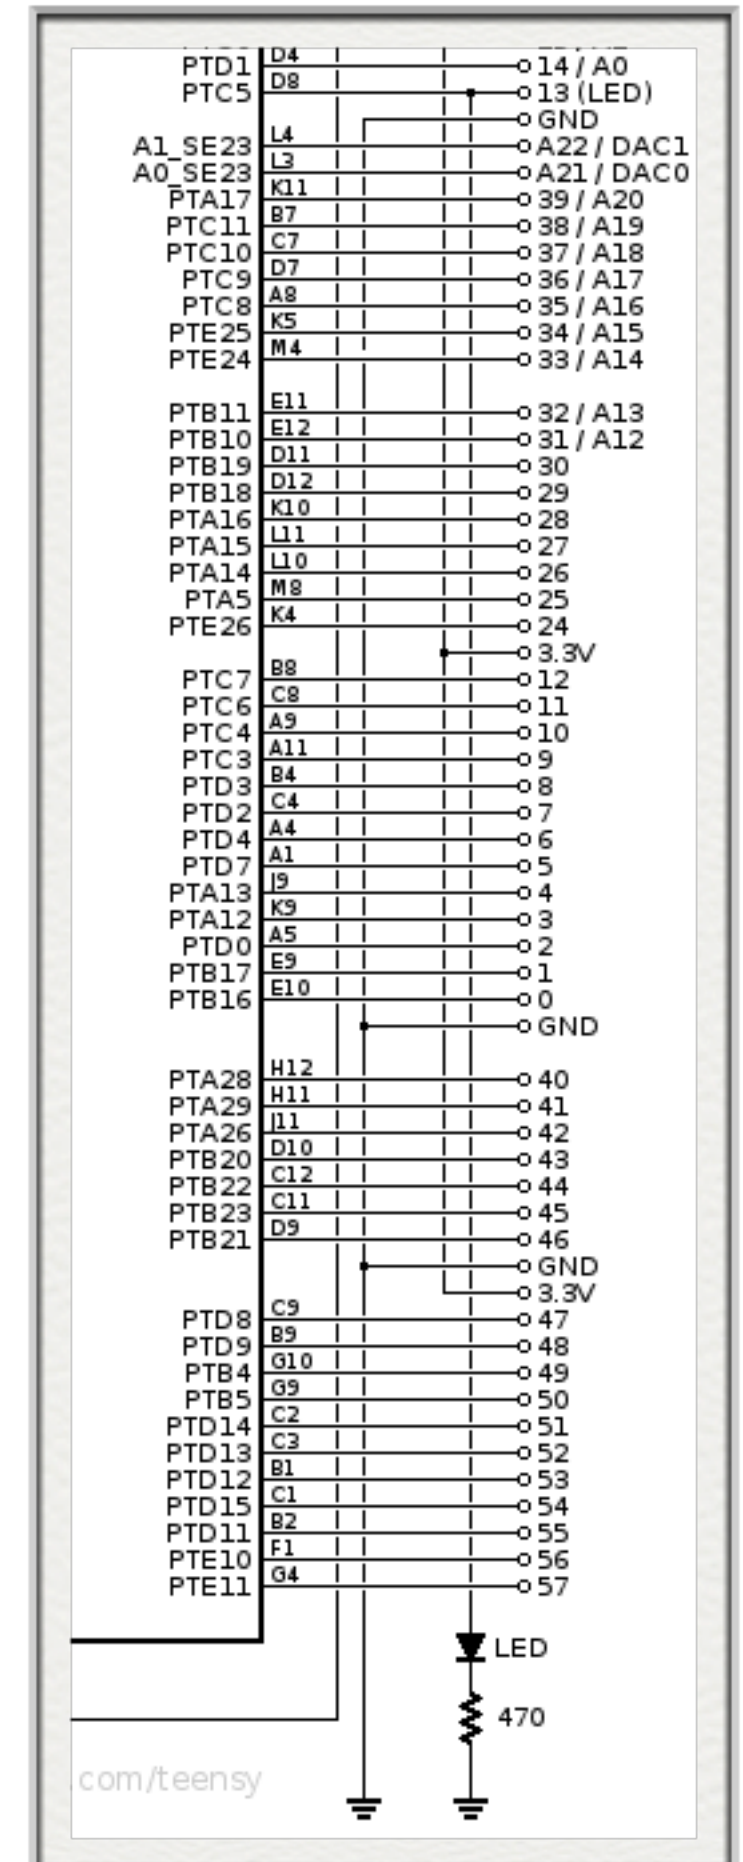 PTD1 D4 14 / A0
PTC5 D8 13 (LED)
GND
A1_SE23 L4 A22 / DAC1
A0_SE23 L3 A21 / DAC0
PTA17 K11 39 / A20
PTC11 B7 38 / A19
PTC10 C7 37 / A18
PTC9 D7 36 / A17
PTC8 A8 35 / A16
PTE25 K5 34 / A15
PTE24 M4 33 / A14
PTB11 E11 32 / A13
PTB10 E12 31 / A12
PTB19 D11 30
PTB18 D12 29
PTA16 K10 28
PTA15 L11 27
PTA14 L10 26
PTA5 M8 25
PTE26 K4 24
3.3V
PTC7 B8 12
PTC6 C8 11
PTC4 A9 10
PTC3 A11 9
PTD3 B4 8
PTD2 C4 7
PTD4 A4 6
PTD7 A1 5
PTA13 J9 4
PTA12 K9 3
PTD0 A5 2
PTB17 E9 1
PTB16 E10 0
GND
PTA28 H12 40
PTA29 H11 41
PTA26 J11 42
PTB20 D10 43
PTB22 C12 44
PTB23 C11 45
PTB21 D9 46
GND
3.3V
PTD8 C9 47
PTD9 B9 48
PTB4 G10 49
PTB5 G9 50
PTD14 C2 51
PTD13 C3 52
PTD12 B1 53
PTD15 C1 54
PTD11 B2 55
PTE10 F1 56
PTE11 G4 57
LED
470
.com/teensy